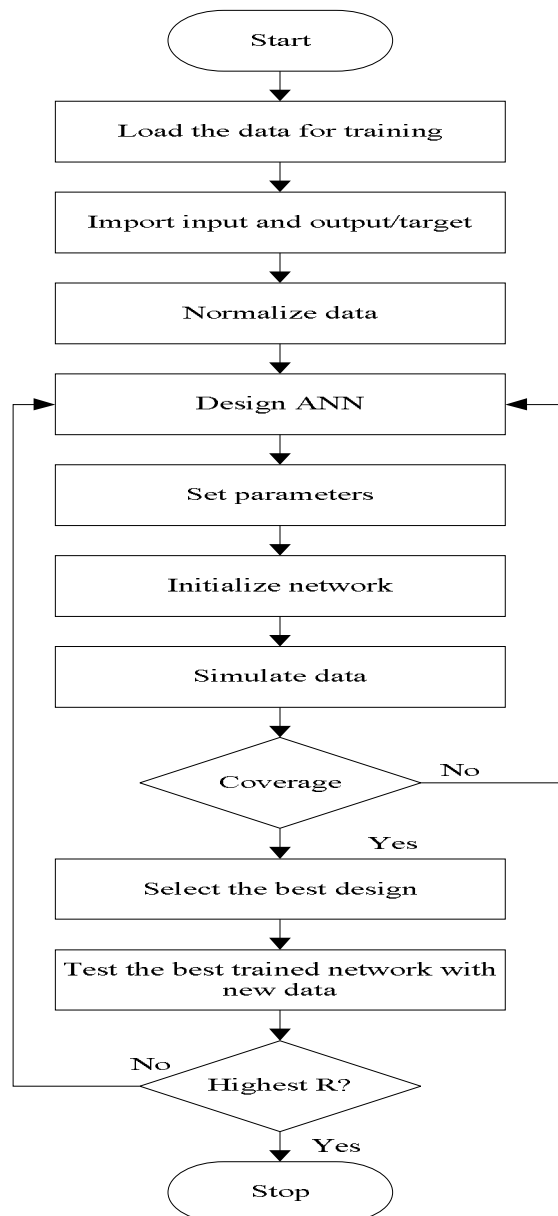 Start
Load the data for training
Import input and output/target
Normalize data
Design ANN
Set parameters
Initialize network
Simulate data
Coverage
No
Yes
Select the best design
Test the best trained network with
new data
No
Highest R?
Yes
Stop